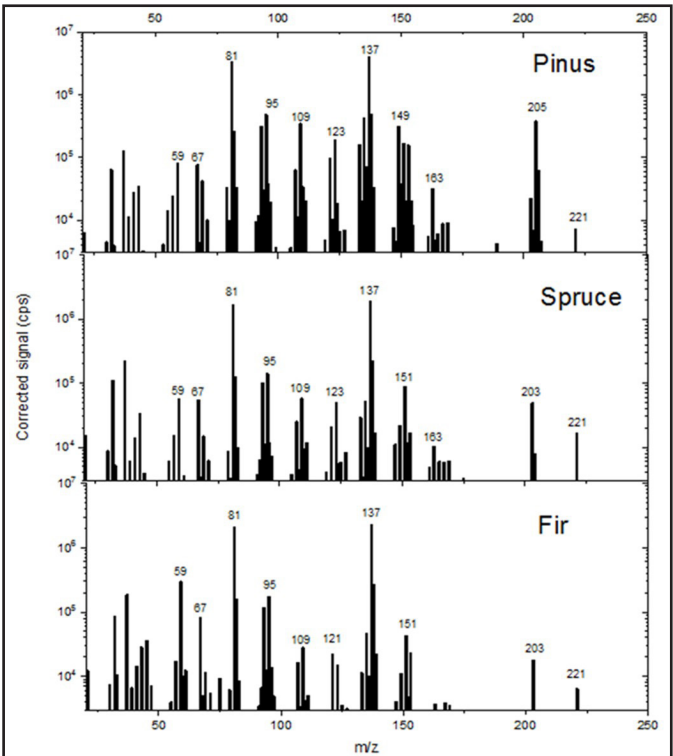 50 100 150 200 250
10⁷
Pinus
137
81
10⁶
95 109 149 205
123
10⁵
59 67
163
10⁴
221
10⁷
Spruce
137
81
10⁶
95 151
10⁵
59 67 109 123 203
163 221
10⁴
10⁷
Fir
137
81
10⁶
59 95
10⁵
67 151
109 121 203
10⁴
221
50 100 150 200 250
m/z
Corrected signal (cps)